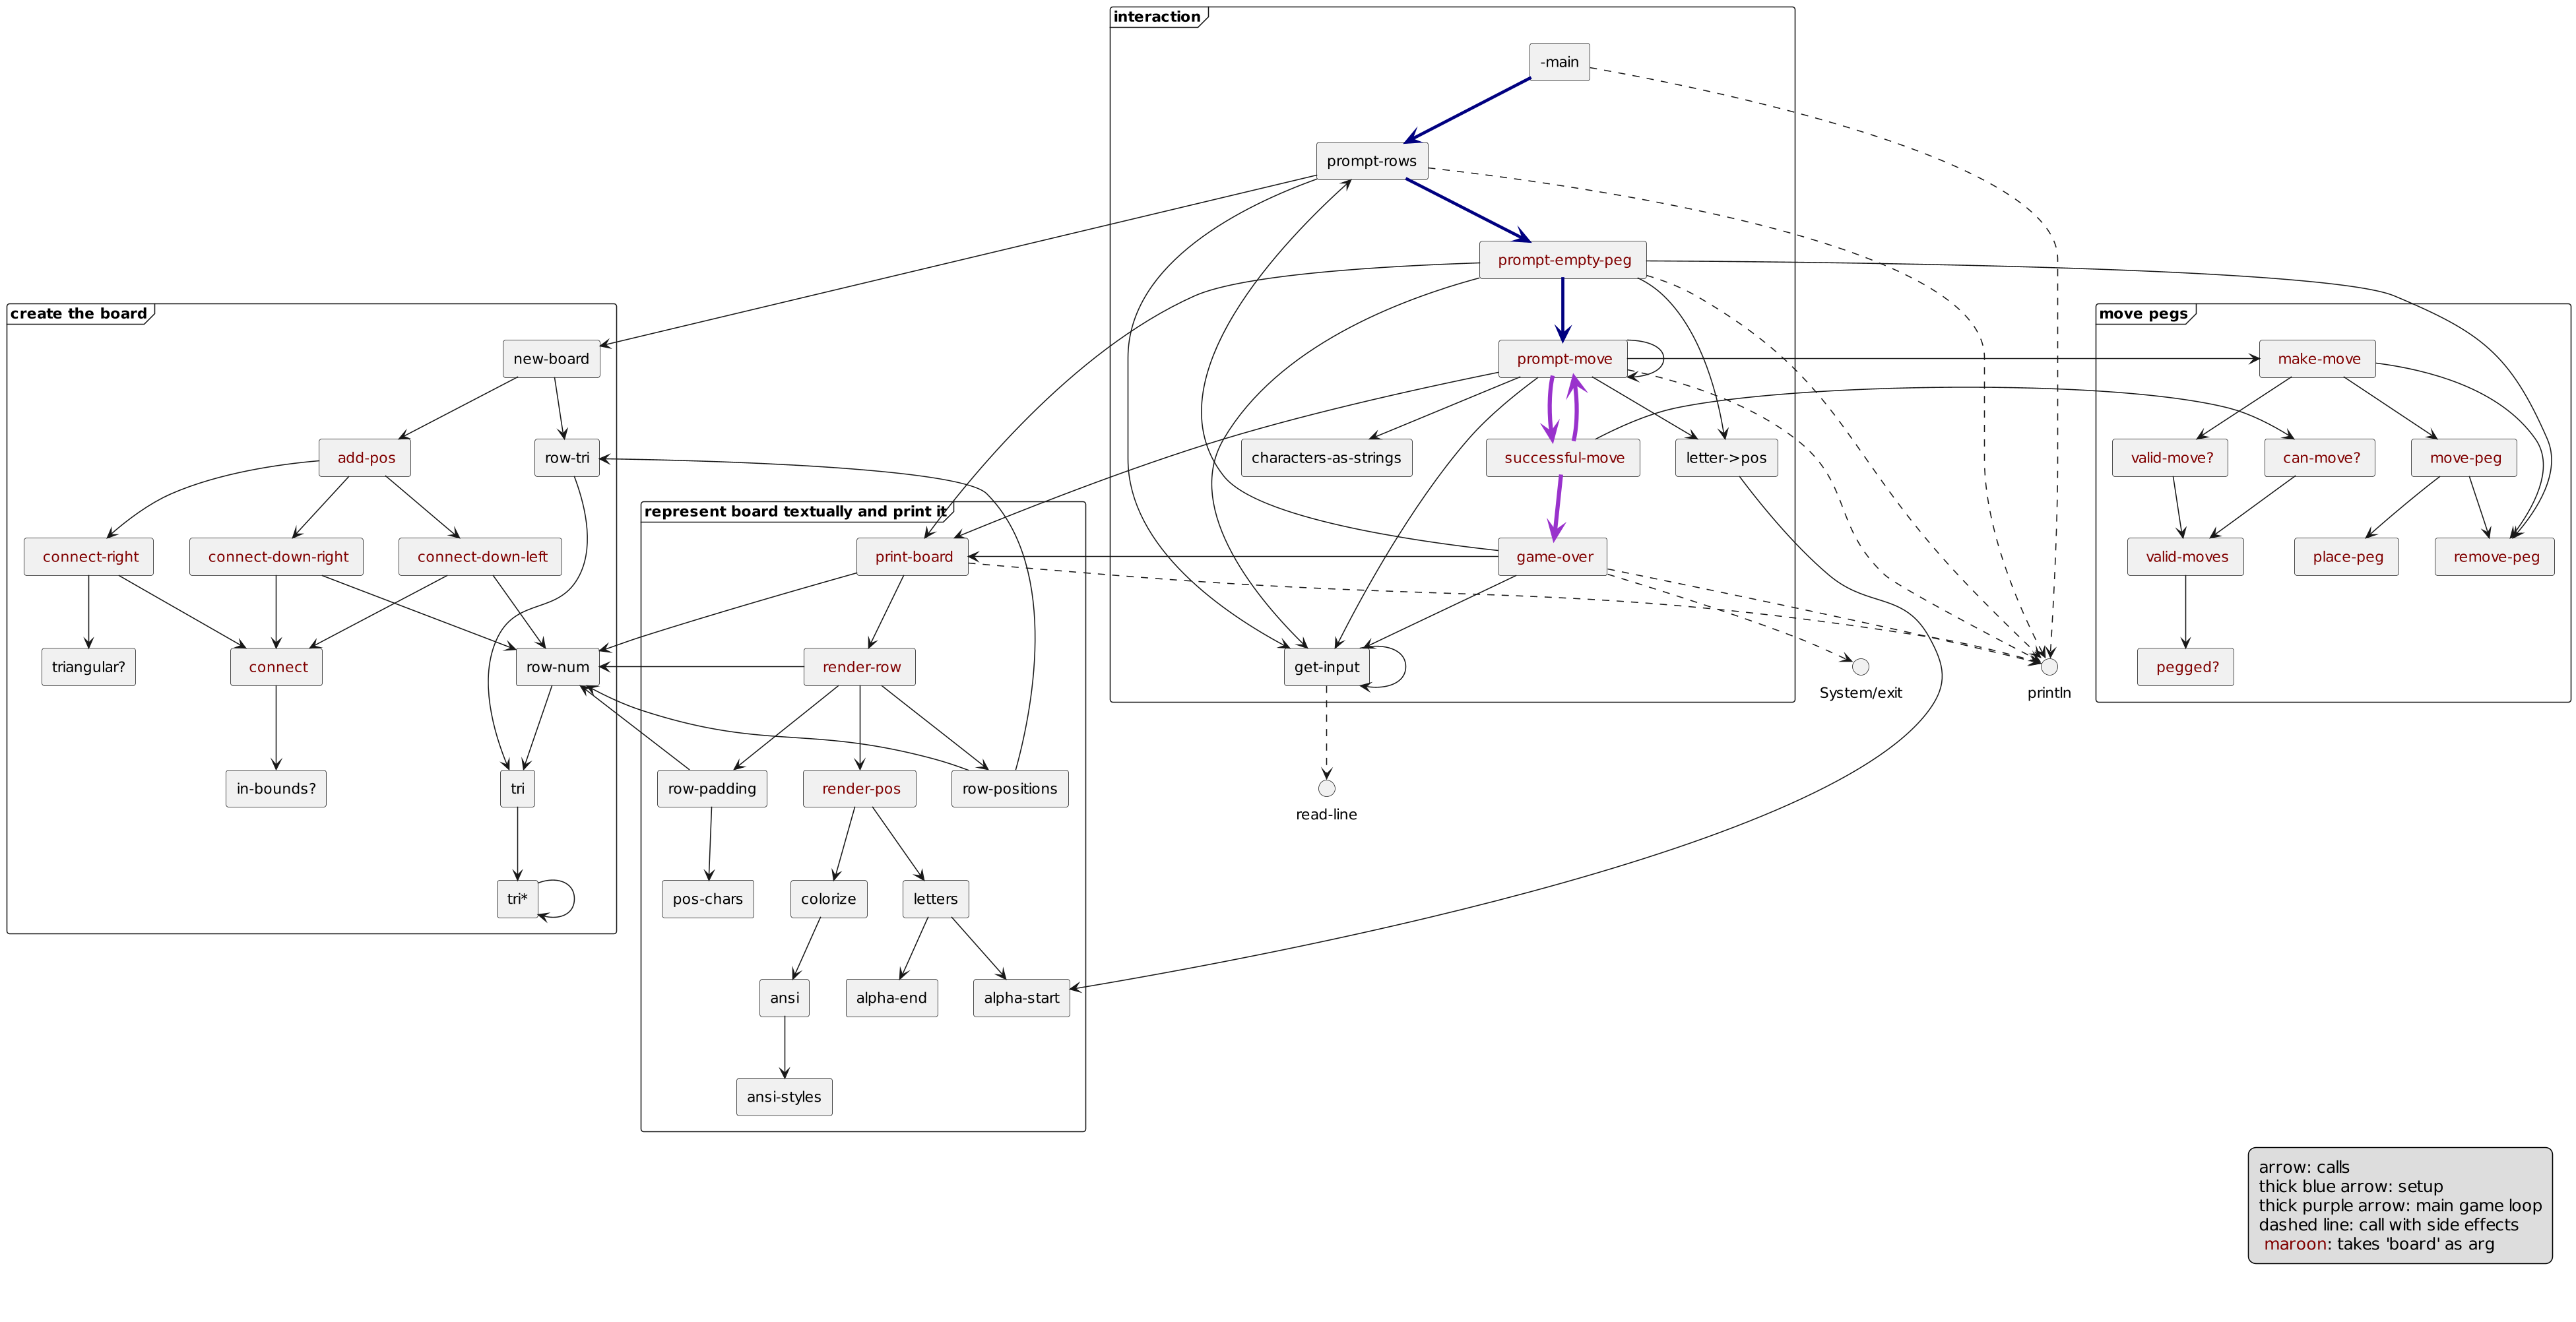 interaction
-main
prompt-rows
prompt-empty-peg
create the board
move pegs
new-board
prompt-move
make-move
add-pos
row-tri
characters-as-strings
successful-move
letter->pos
valid-move?
can-move?
move-peg
represent board textually and print it
connect-right
connect-down-right
connect-down-left
print-board
game-over
valid-moves
place-peg
remove-peg
triangular?
connect
row-num
render-row
get-input
System/exit
println
pegged?
in-bounds?
tri
row-padding
render-pos
row-positions
read-line
tri*
pos-chars
colorize
letters
ansi
alpha-end
alpha-start
ansi-styles
arrow: calls
thick blue arrow: setup
thick purple arrow: main game loop
dashed line: call with side effects
maroon: takes 'board' as arg